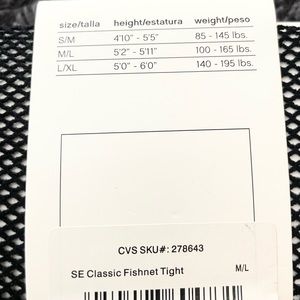 size/talla height/estatura weight/peso
S/M 4'10" - 5'5" 85 - 145 lbs.
M/L 5'2" - 5'11" 100 - 165 lbs.
L/XL 5'0" - 6'0" 140 - 195 lbs.
CVS SKU#: 278643
SE Classic Fishnet Tight M/L